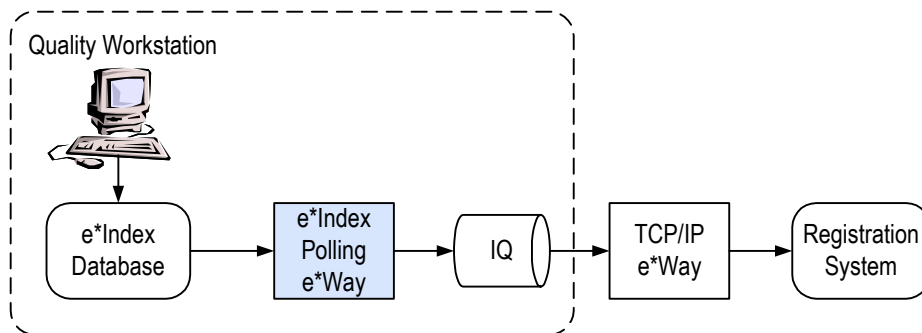 Quality Workstation
e*Index
Database
e*Index
Polling
e*Way
IQ
TCP/IP
e*Way
Registration
System